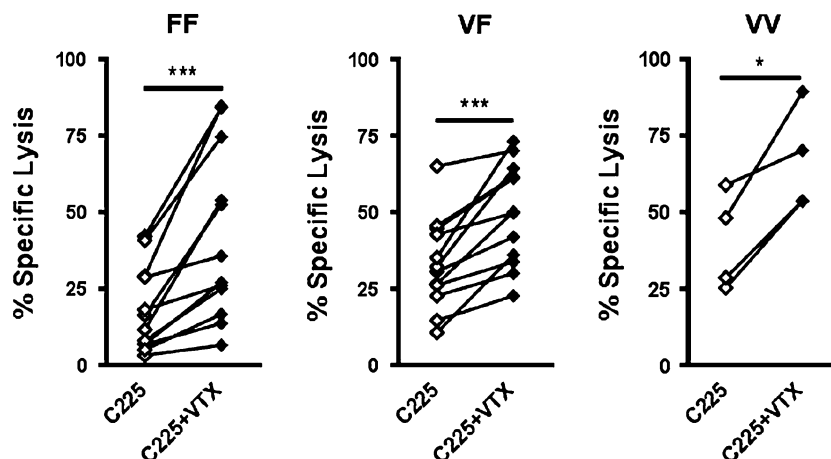 FF
VF
VV
***
***
*
% Specific Lysis
100
75
50
25
0
C225
C225+VTX
% Specific Lysis
100
75
50
25
0
C225
C225+VTX
% Specific Lysis
100
75
50
25
0
C225
C225+VTX